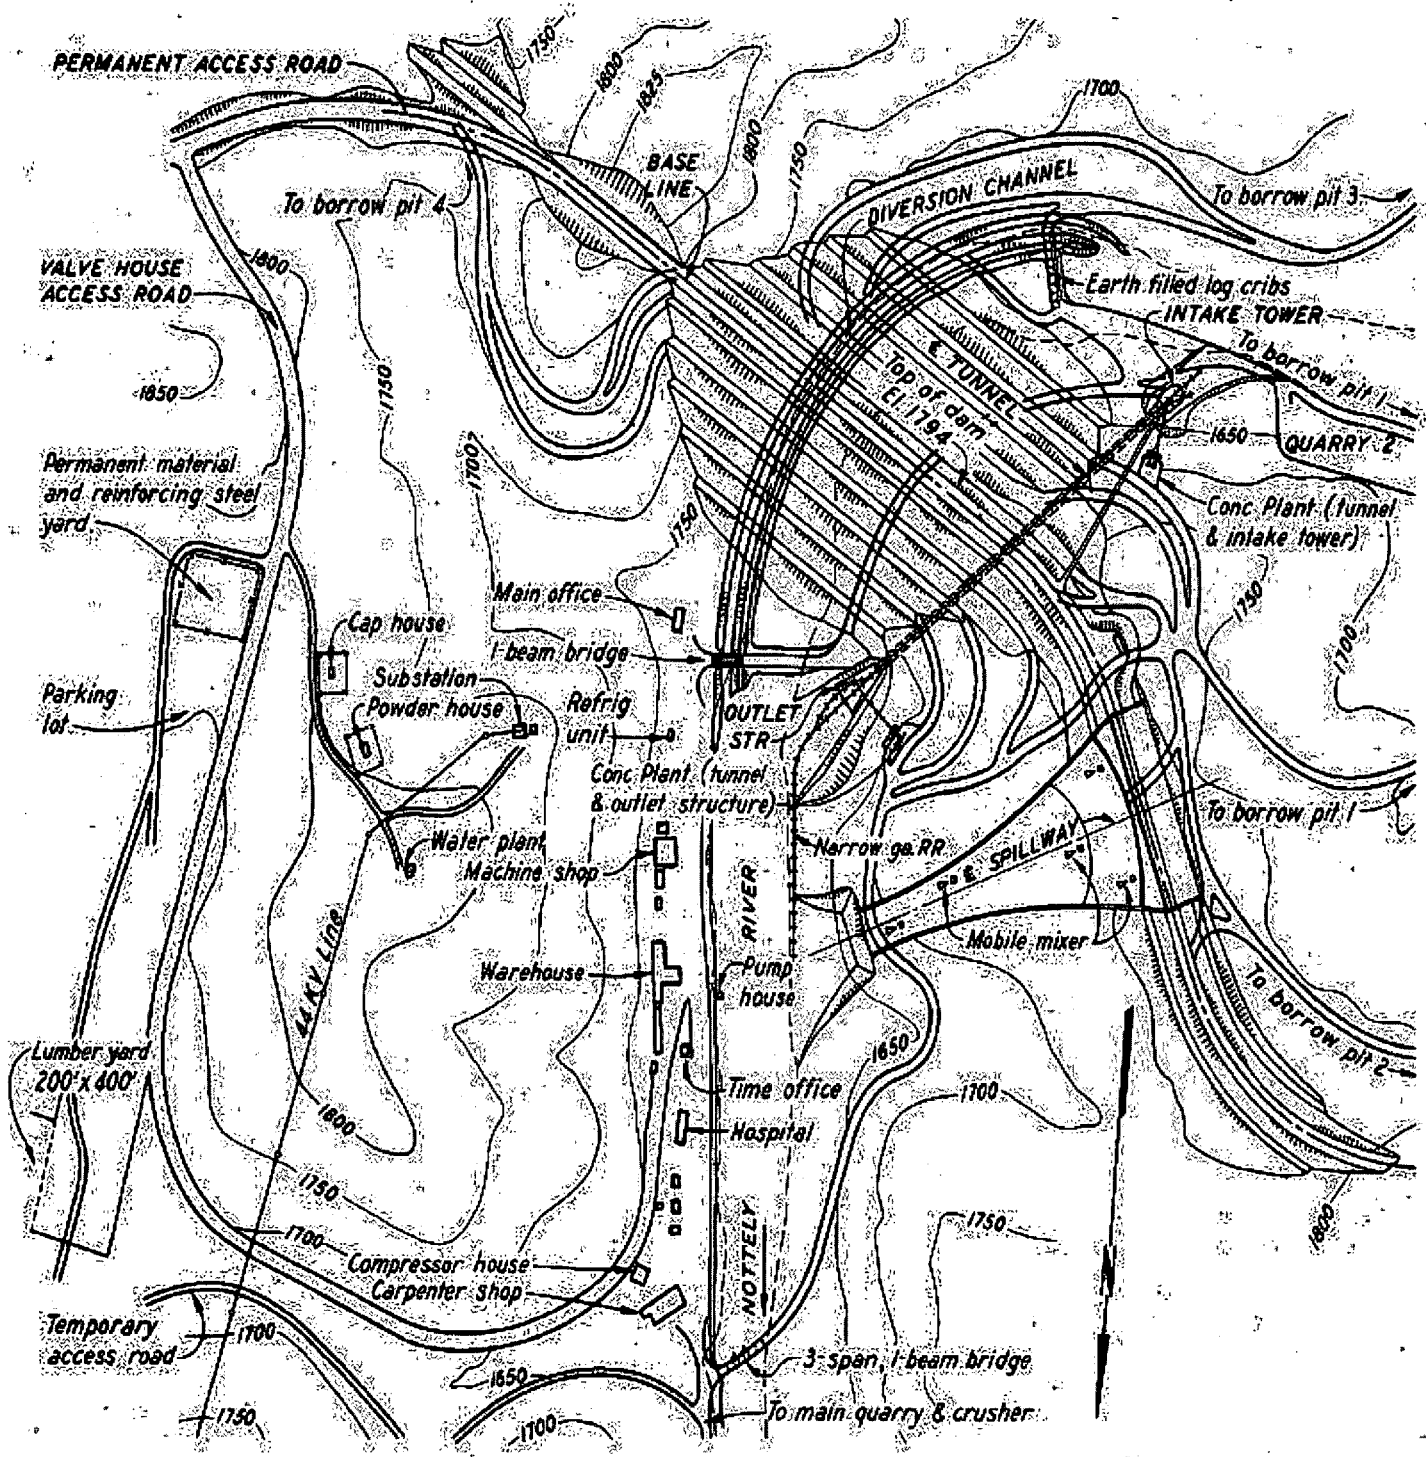 1750
PERMANENT ACCESS ROAD
1800
1825
1700
BASE
LINE
1800
1750
DIVERSION CHANNEL
To borrow pit 4
To borrow pit 3
VALVE HOUSE
ACCESS ROAD
1800
Earth filled log cribs
INTAKE TOWER
To borrow pit 1
℄ TUNNEL
Top of dam
El. 1794
1850
1750
1700
1650
QUARRY 2
Permanent material
and reinforcing steel
yard
Conc Plant (tunnel
& intake tower)
1750
1750
1700
Main office
Cap house
I-beam bridge
Substation
Powder house
Refrig
unit
OUTLET
STR
Parking
lot
Conc Plant (tunnel
& outlet structure)
To borrow pit 1
Water plant
Machine shop
Narrow ga. RR
℄ SPILLWAY
RIVER
44 KV Line
Warehouse
Mobile mixer
Pump
house
To borrow pit 2
Lumber yard
200' x 400'
1650
Time office
1700
1800
Hospital
1750
1700
NOTTELY
1750
1800
Compressor house
Carpenter shop
Temporary
access road
1700
3-span, I-beam bridge
1650
1750
1700
To main quarry & crusher